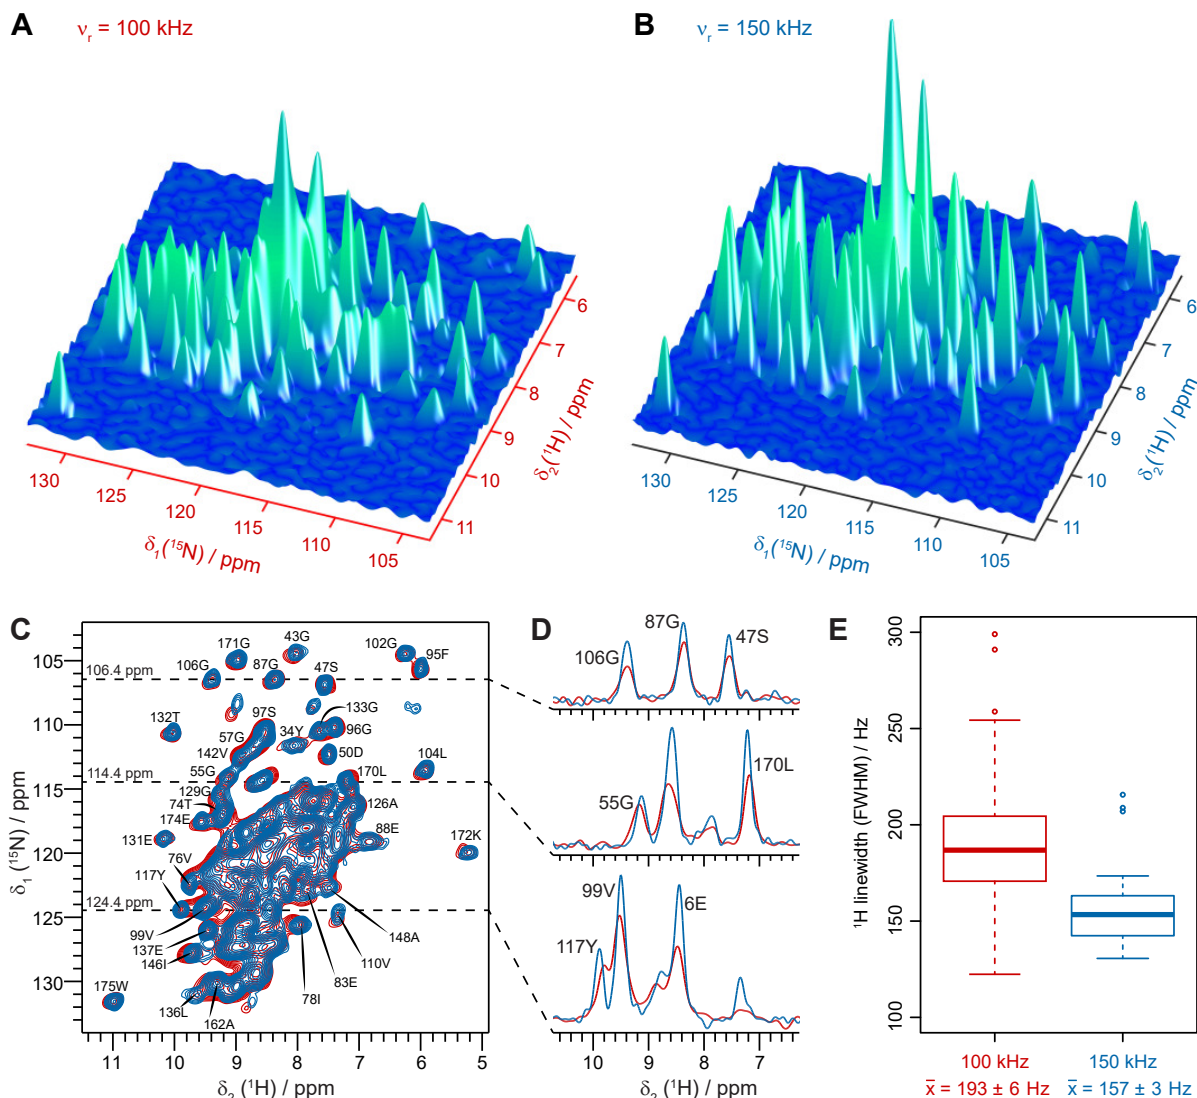 A
ν_r = 100 kHz
B
ν_r = 150 kHz
6
7
8
9
10
11
δ2(¹H) / ppm
130
125
120
115
110
105
δ1(¹⁵N) / ppm
6
7
8
9
10
11
δ2(¹H) / ppm
130
125
120
115
110
105
δ1(¹⁵N) / ppm
C
105
110
115
120
125
130
δ1 (¹⁵N) / ppm
106.4 ppm
114.4 ppm
124.4 ppm
171G
43G
102G
106G
87G
47S
95F
132T
97S
133G
57G
34Y
96G
142V
50D
104L
55G
170L
129G
74T
126A
174E
131E
88E
172K
76V
117Y
99V
137E
146I
148A
110V
83E
78I
175W
136L
162A
11
10
9
8
7
6
5
δ2 (¹H) / ppm
D
106G
87G
47S
55G
170L
99V
6E
117Y
10
9
8
7
δ2 (¹H) / ppm
E
¹H linewidth (FWHM) / Hz
300
250
200
150
100
100 kHz
150 kHz
x̄ = 193 ± 6 Hz
x̄ = 157 ± 3 Hz